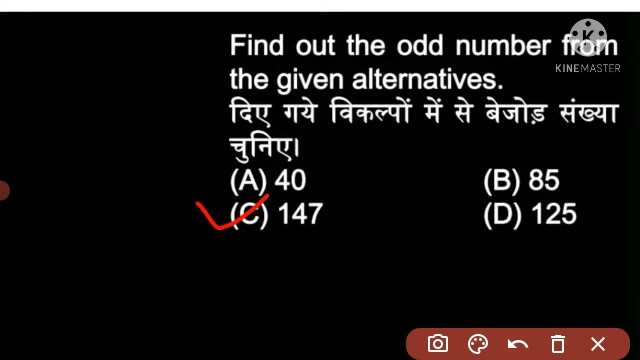 Find out the odd number from
the given alternatives.
दिए गये विकल्पों में से बेजोड़ संख्या
चुनिए।
(A) 40 (B) 85
(C) 147 (D) 125
K
KINEMASTER